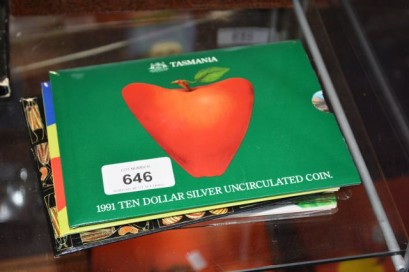 TASMANIA
646
1991 TEN DOLLAR SILVER UNCIRCULATED COIN.